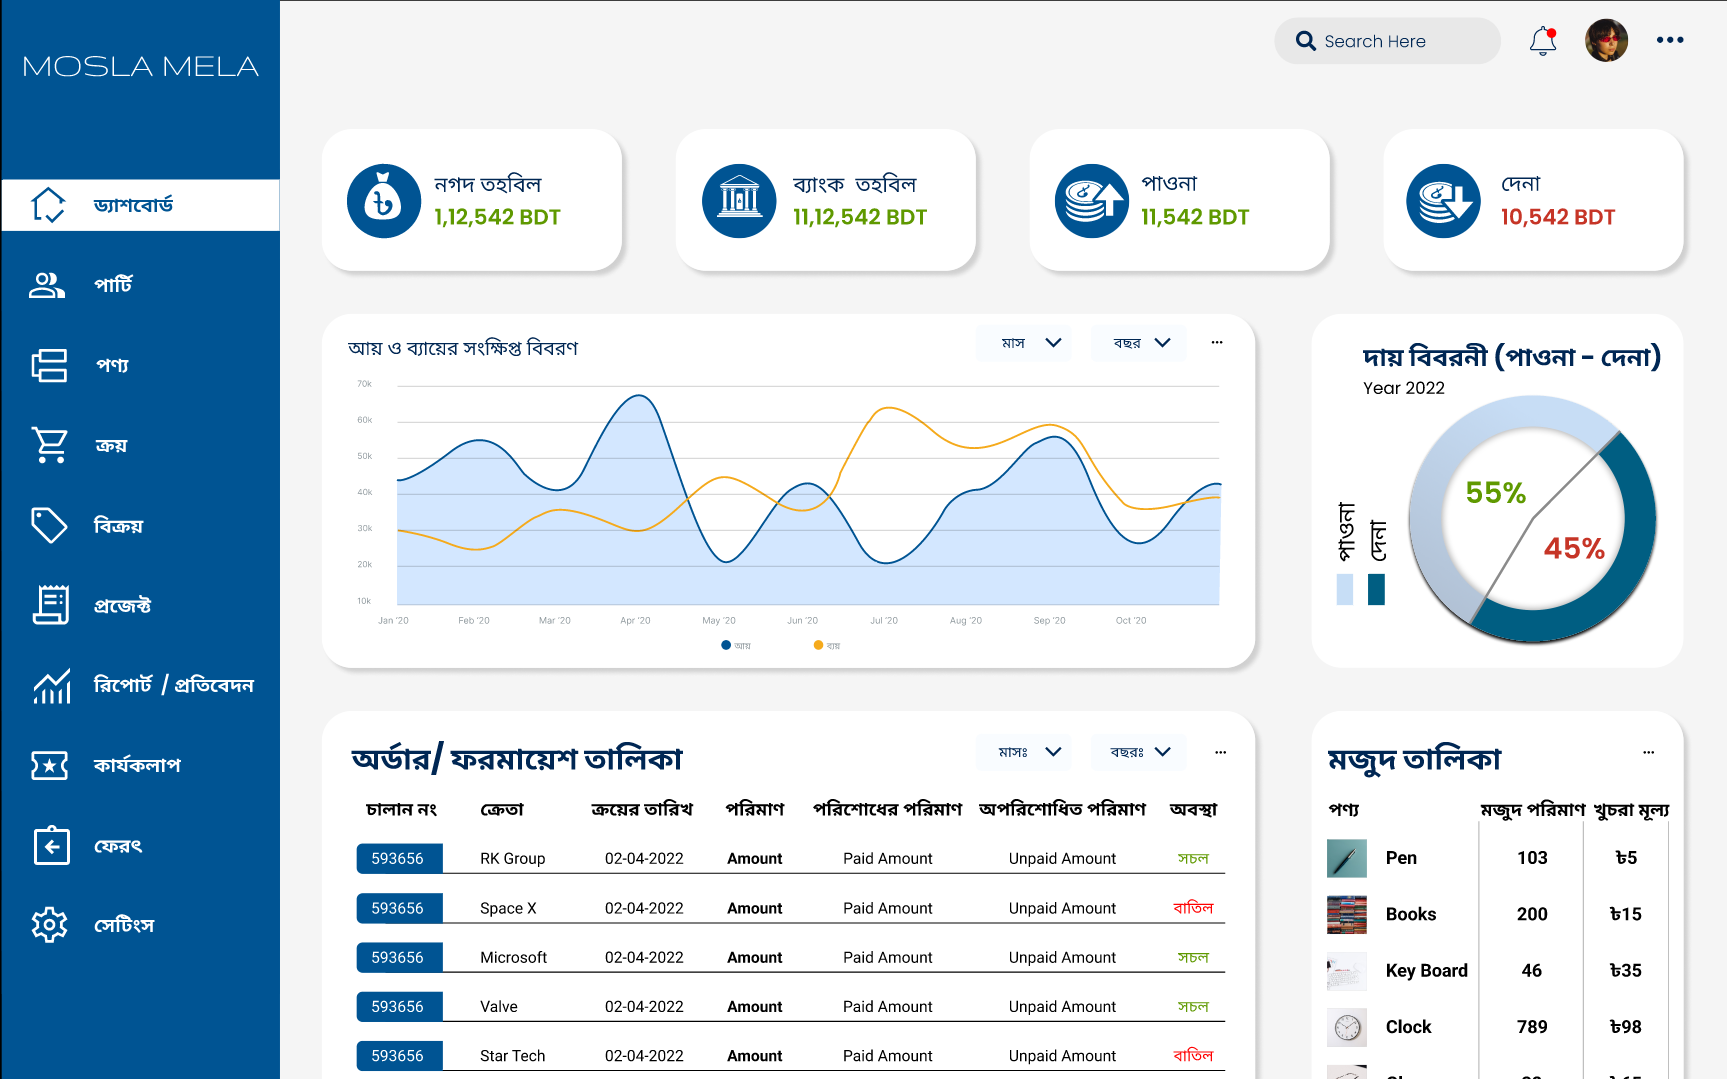 MOSLA MELA
Search Here
ড্যাশবোর্ড
পার্টি
পণ্য
ক্রয়
বিক্রয়
প্রজেক্ট
রিপোর্ট / প্রতিবেদন
কার্যকলাপ
ফেরৎ
সেটিংস
নগদ তহবিল
1,12,542 BDT
ব্যাংক তহবিল
11,12,542 BDT
পাওনা
11,542 BDT
দেনা
10,542 BDT
আয় ও ব্যায়ের সংক্ষিপ্ত বিবরণ
মাস
বছর
70k
60k
50k
40k
30k
20k
10k
Jan '20 Feb '20 Mar '20 Apr '20 May '20 Jun '20 Jul '20 Aug '20 Sep '20 Oct '20
আয় ব্যয়
দায় বিবরনী (পাওনা – দেনা)
Year 2022
55%
45%
পাওনা
দেনা
অর্ডার/ ফরমায়েশ তালিকা
মাসঃ
বছরঃ
চালান নং ক্রেতা ক্রয়ের তারিখ পরিমাণ পরিশোধের পরিমাণ অপরিশোধিত পরিমাণ অবস্থা
593656 RK Group 02-04-2022 Amount Paid Amount Unpaid Amount সচল
593656 Space X 02-04-2022 Amount Paid Amount Unpaid Amount বাতিল
593656 Microsoft 02-04-2022 Amount Paid Amount Unpaid Amount সচল
593656 Valve 02-04-2022 Amount Paid Amount Unpaid Amount সচল
593656 Star Tech 02-04-2022 Amount Paid Amount Unpaid Amount বাতিল
মজুদ তালিকা
পণ্য মজুদ পরিমাণ খুচরা মূল্য
Pen 103 ৳5
Books 200 ৳15
Key Board 46 ৳35
Clock 789 ৳98